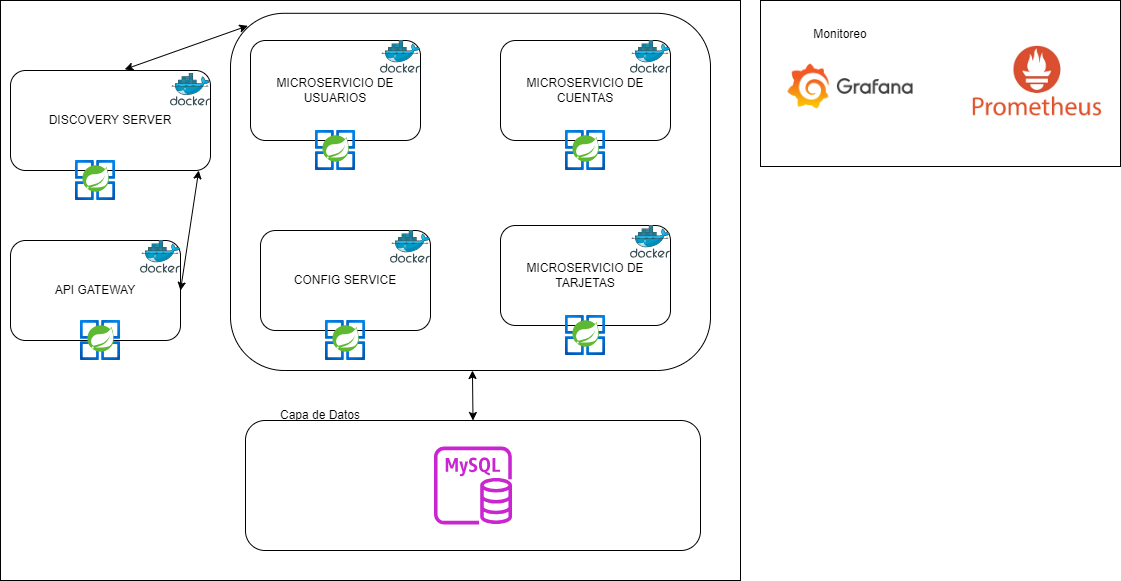 Monitoreo
Grafana
Prometheus
docker
MICROSERVICIO DE
USUARIOS
docker
MICROSERVICIO DE
CUENTAS
docker
DISCOVERY SERVER
docker
CONFIG SERVICE
docker
MICROSERVICIO DE
TARJETAS
docker
API GATEWAY
Capa de Datos
MySQL